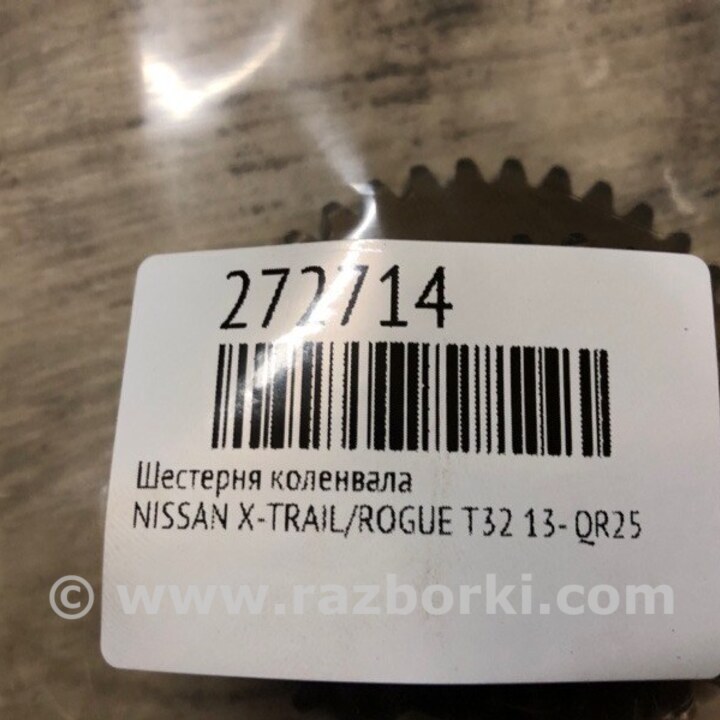 272714
Шестерня коленвала
NISSAN X-TRAIL/ROGUE T32 13- QR25
© www.razborki.com